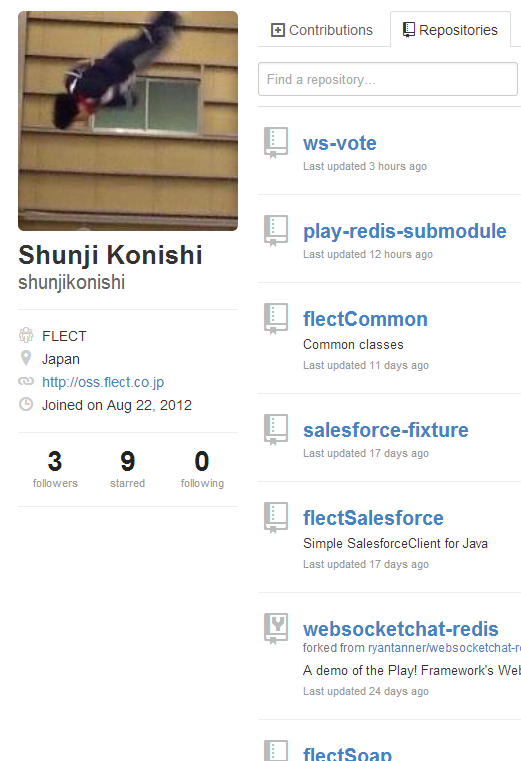 Shunji Konishi
shunjikonishi
FLECT
Japan
http://oss.flect.co.jp
Joined on Aug 22, 2012
3 9 0
followers starred following
Contributions Repositories
Find a repository...
ws-vote
Last updated 3 hours ago
play-redis-submodule
Last updated 12 hours ago
flectCommon
Common classes
Last updated 11 days ago
salesforce-fixture
Last updated 17 days ago
flectSalesforce
Simple SalesforceClient for Java
Last updated 17 days ago
websocketchat-redis
forked from ryantanner/websocketchat-r
A demo of the Play! Framework's Web
Last updated 24 days ago
flectSoap